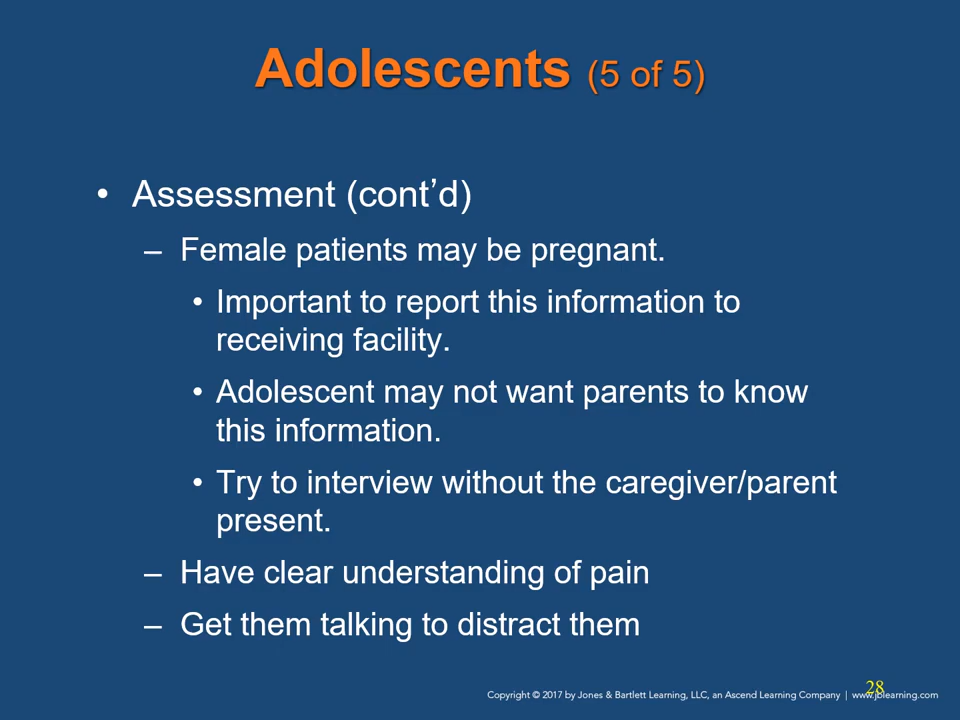 Adolescents (5 of 5)
• Assessment (cont’d)
– Female patients may be pregnant.
• Important to report this information to
receiving facility.
• Adolescent may not want parents to know
this information.
• Try to interview without the caregiver/parent
present.
– Have clear understanding of pain
– Get them talking to distract them
28
Copyright © 2017 by Jones & Bartlett Learning, LLC, an Ascend Learning Company | www.jblearning.com